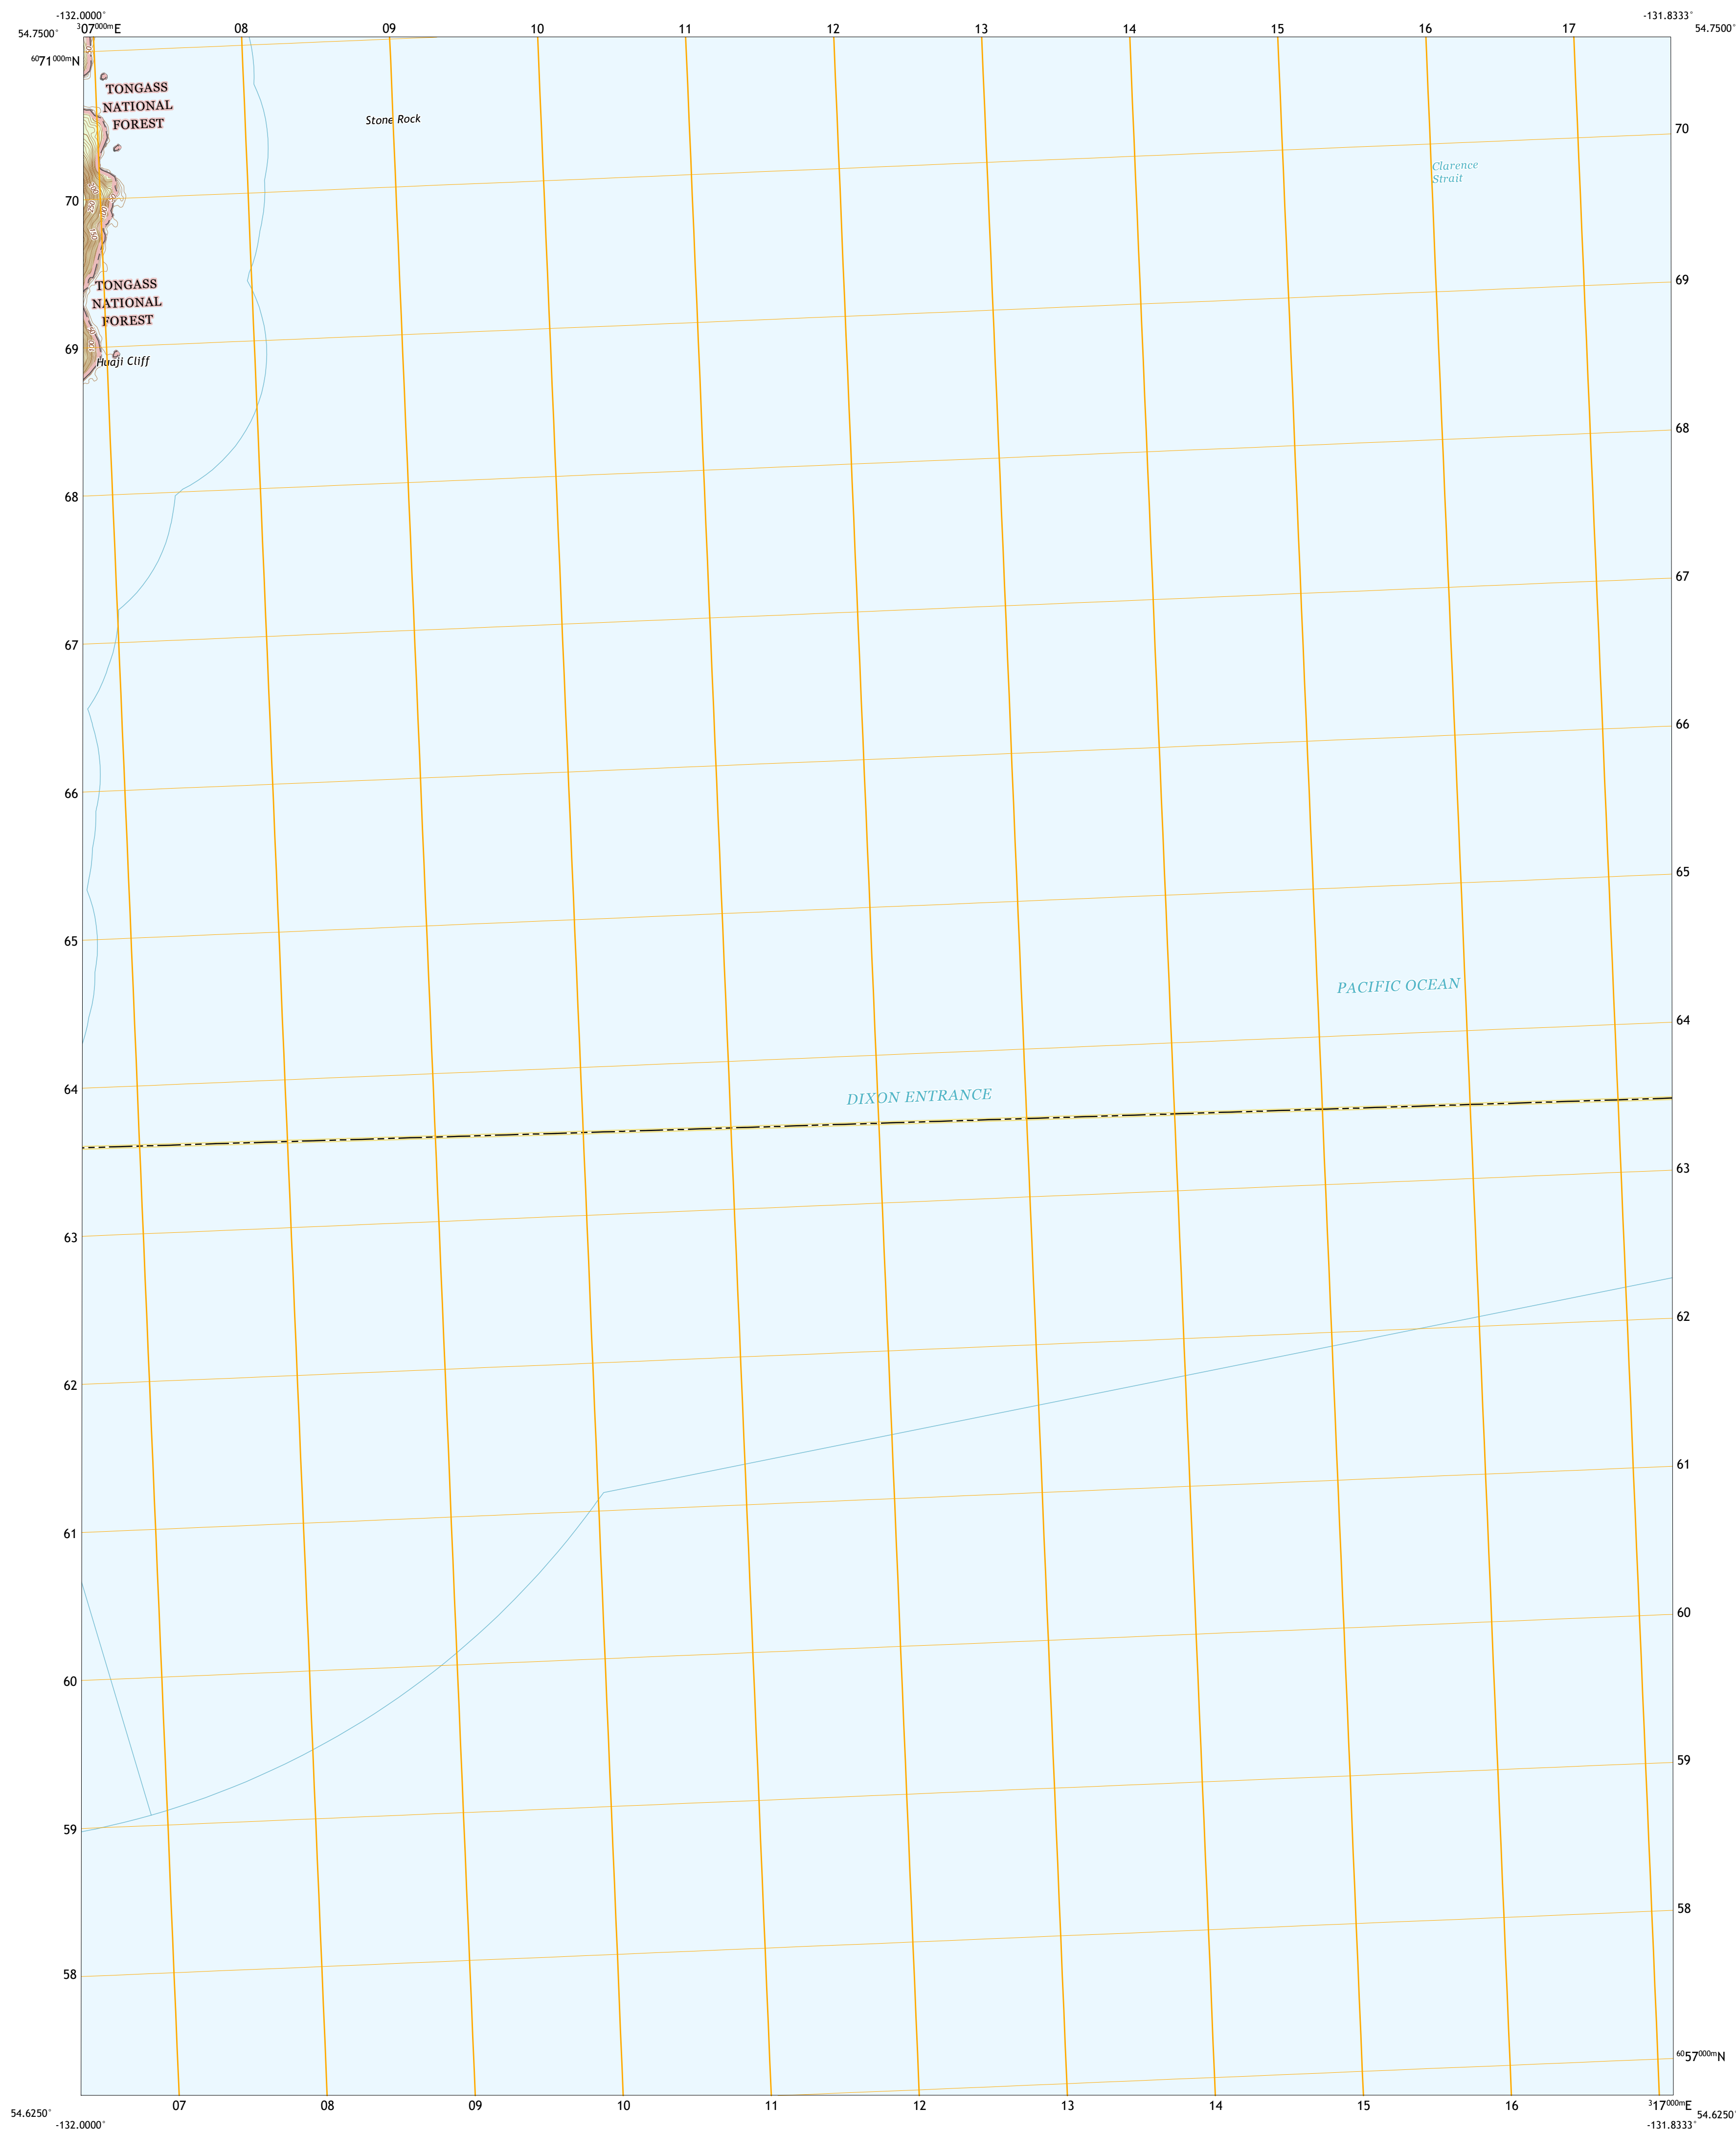 -132.0000°
-131.8333°
54.7500°
³07⁰⁰⁰ᵐE 08 09 10 11 12 13 14 15 16 17
54.7500°
⁶⁰71⁰⁰⁰ᵐN
TONGASS
NATIONAL
FOREST
Stone Rock
70
Clarence
Strait
70
TONGASS
NATIONAL
FOREST
69
69
Huaji Cliff
68
68
67
67
66
66
65
65
PACIFIC OCEAN
64
64
DIXON ENTRANCE
63
63
62
62
61
61
60
60
59
59
58
58
⁶⁰57⁰⁰⁰ᵐN
07 08 09 10 11 12 13 14 15 16 ³17⁰⁰⁰ᵐE
54.6250°
54.6250°
-132.0000°
-131.8333°